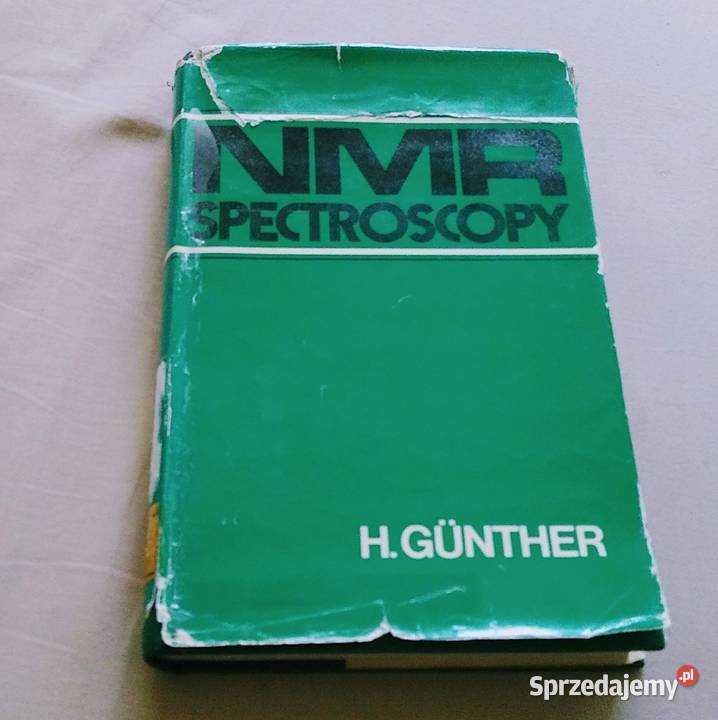 NMR
SPECTROSCOPY
H. GÜNTHER
Sprzedajemy.pl